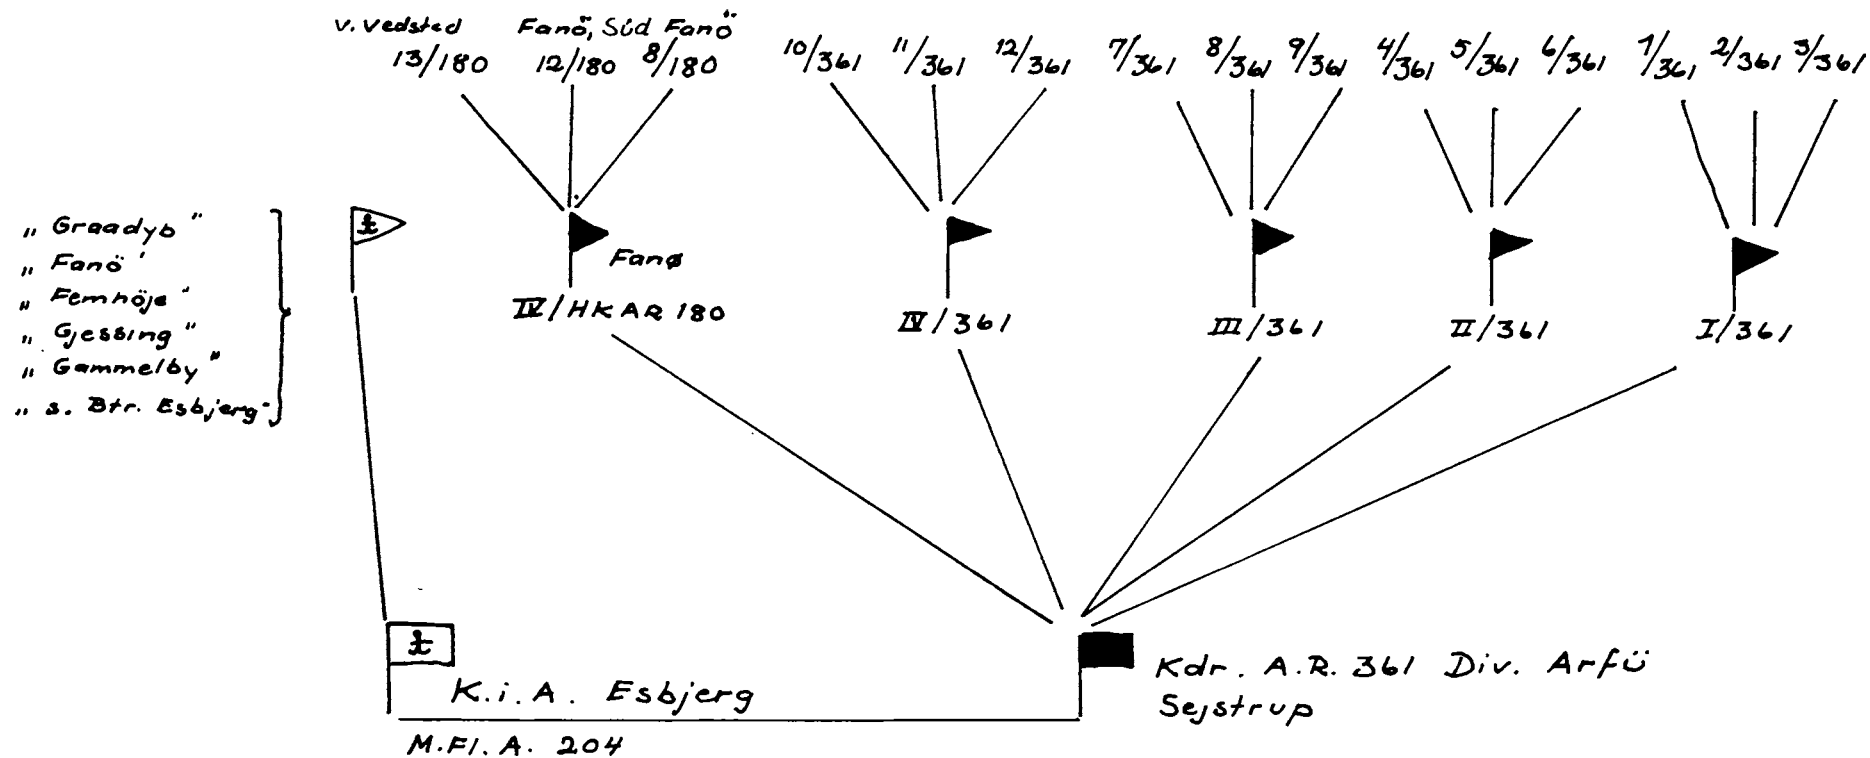 v. Vedsted Fanö, Süd Fanö
13/180 12/180 8/180 10/361 11/361 12/361 7/361 8/361 9/361 4/361 5/361 6/361 1/361 2/361 3/361
„ Graadyb "
„ Fanö '
„ Femhöje "
„ Gjessing "
„ Gammelby "
„ s. Btr. Esbjerg "
Fanø
IV/HKAR 180 IV/361 III/361 II/361 I/361
K.i.A. Esbjerg
M.Fl.A. 204
Kdr. A.R. 361 Div. Arfü
Sejstrup